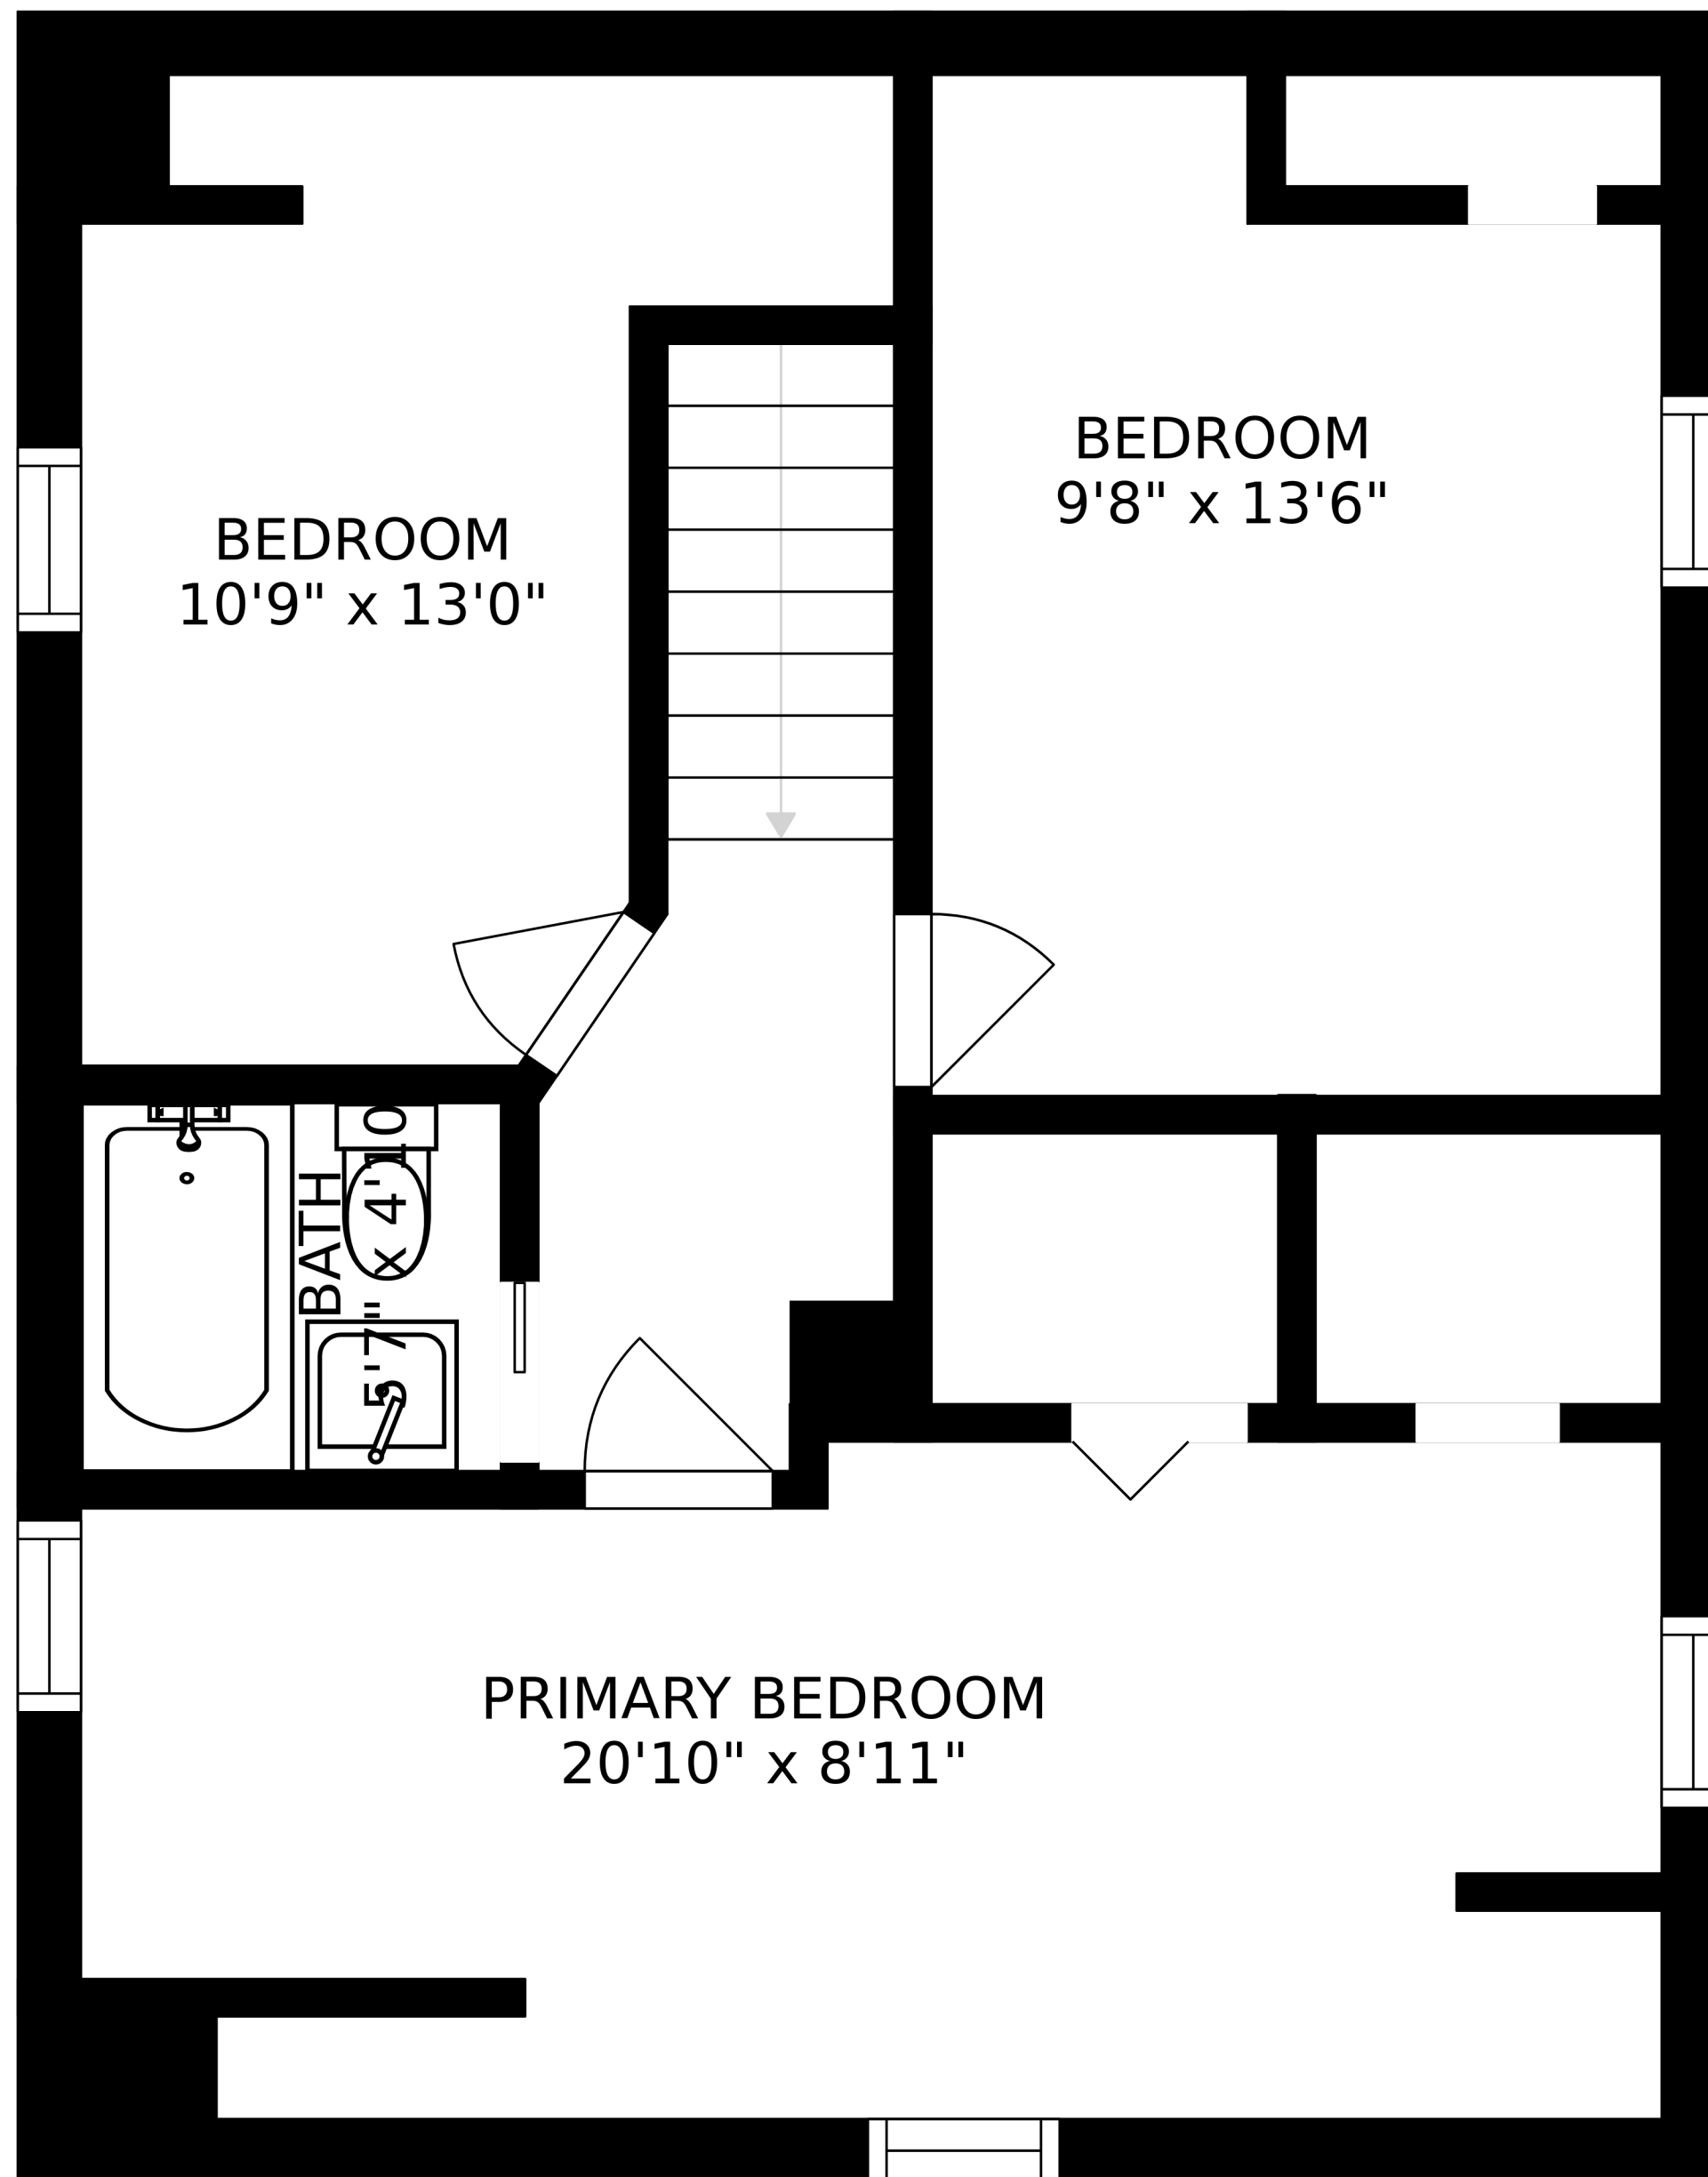 BEDROOM
9'8" x 13'6"
BEDROOM
10'9" x 13'0"
BATH
5'7" x 4'10
PRIMARY BEDROOM
20'10" x 8'11"